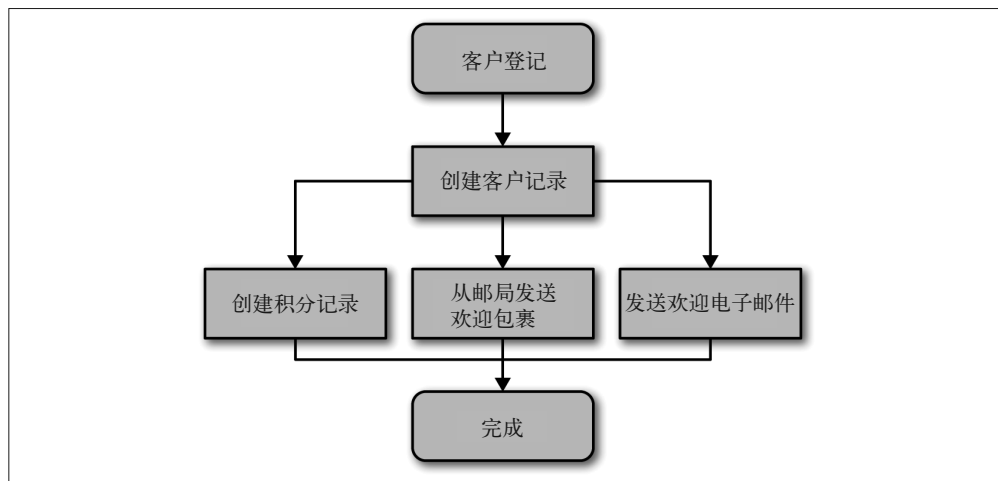 客户登记
创建客户记录
创建积分记录
从邮局发送
欢迎包裹
发送欢迎电子邮件
完成